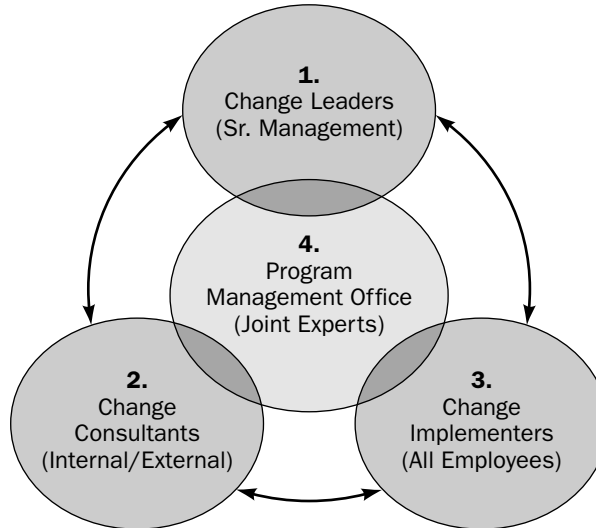 1.
Change Leaders
(Sr. Management)
4.
Program
Management Office
(Joint Experts)
2.
Change
Consultants
(Internal/External)
3.
Change
Implementers
(All Employees)